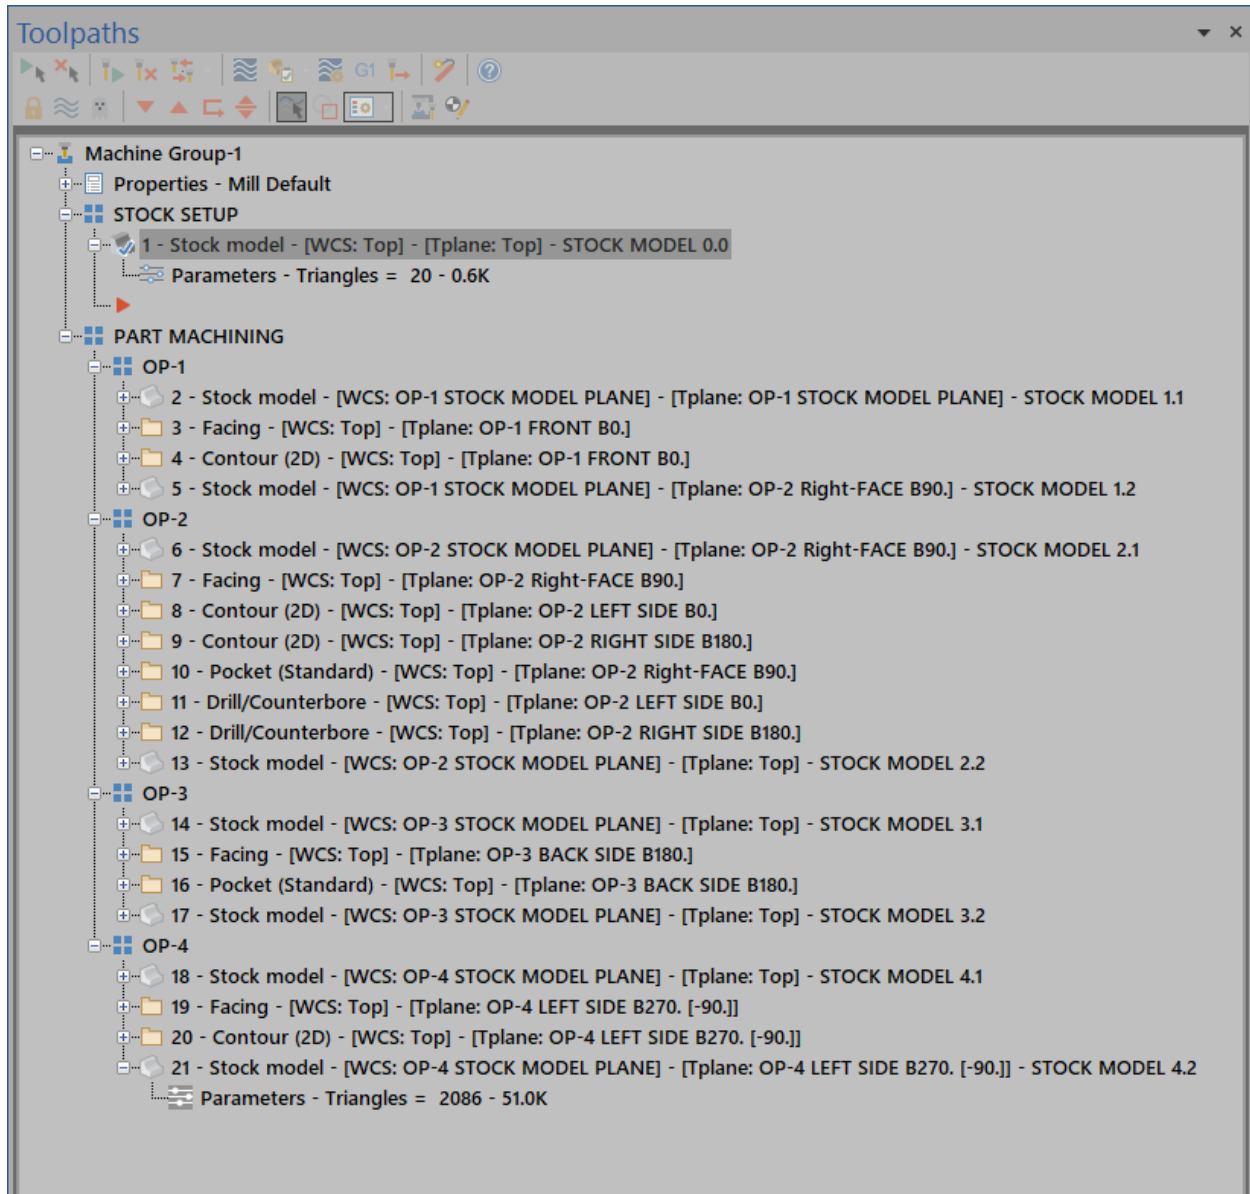 Toolpaths
G1
Machine Group-1
Properties - Mill Default
STOCK SETUP
1 - Stock model - [WCS: Top] - [Tplane: Top] - STOCK MODEL 0.0
Parameters - Triangles =  20 - 0.6K
PART MACHINING
OP-1
2 - Stock model - [WCS: OP-1 STOCK MODEL PLANE] - [Tplane: OP-1 STOCK MODEL PLANE] - STOCK MODEL 1.1
3 - Facing - [WCS: Top] - [Tplane: OP-1 FRONT B0.]
4 - Contour (2D) - [WCS: Top] - [Tplane: OP-1 FRONT B0.]
5 - Stock model - [WCS: OP-1 STOCK MODEL PLANE] - [Tplane: OP-2 Right-FACE B90.] - STOCK MODEL 1.2
OP-2
6 - Stock model - [WCS: OP-2 STOCK MODEL PLANE] - [Tplane: OP-2 Right-FACE B90.] - STOCK MODEL 2.1
7 - Facing - [WCS: Top] - [Tplane: OP-2 Right-FACE B90.]
8 - Contour (2D) - [WCS: Top] - [Tplane: OP-2 LEFT SIDE B0.]
9 - Contour (2D) - [WCS: Top] - [Tplane: OP-2 RIGHT SIDE B180.]
10 - Pocket (Standard) - [WCS: Top] - [Tplane: OP-2 Right-FACE B90.]
11 - Drill/Counterbore - [WCS: Top] - [Tplane: OP-2 LEFT SIDE B0.]
12 - Drill/Counterbore - [WCS: Top] - [Tplane: OP-2 RIGHT SIDE B180.]
13 - Stock model - [WCS: OP-2 STOCK MODEL PLANE] - [Tplane: Top] - STOCK MODEL 2.2
OP-3
14 - Stock model - [WCS: OP-3 STOCK MODEL PLANE] - [Tplane: Top] - STOCK MODEL 3.1
15 - Facing - [WCS: Top] - [Tplane: OP-3 BACK SIDE B180.]
16 - Pocket (Standard) - [WCS: Top] - [Tplane: OP-3 BACK SIDE B180.]
17 - Stock model - [WCS: OP-3 STOCK MODEL PLANE] - [Tplane: Top] - STOCK MODEL 3.2
OP-4
18 - Stock model - [WCS: OP-4 STOCK MODEL PLANE] - [Tplane: Top] - STOCK MODEL 4.1
19 - Facing - [WCS: Top] - [Tplane: OP-4 LEFT SIDE B270. [-90.]]
20 - Contour (2D) - [WCS: Top] - [Tplane: OP-4 LEFT SIDE B270. [-90.]]
21 - Stock model - [WCS: OP-4 STOCK MODEL PLANE] - [Tplane: OP-4 LEFT SIDE B270. [-90.]] - STOCK MODEL 4.2
Parameters - Triangles =  2086 - 51.0K